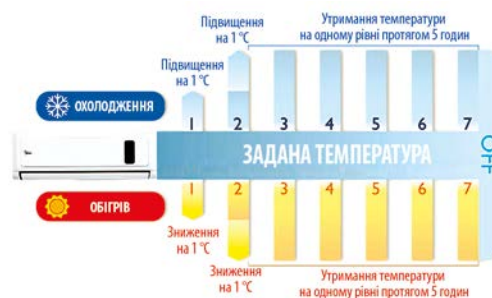 Підвищення
на 1 °C
Утримання температури
на одному рівні протягом 5 годин
Підвищення
на 1 °C
ОХОЛОДЖЕННЯ
1 2 3 4 5 6 7
ЗАДАНА ТЕМПЕРАТУРА
OFF
ОБІГРІВ
1 2 3 4 5 6 7
Зниження
на 1 °C
Зниження
на 1 °C
Утримання температури
на одному рівні протягом 5 годин